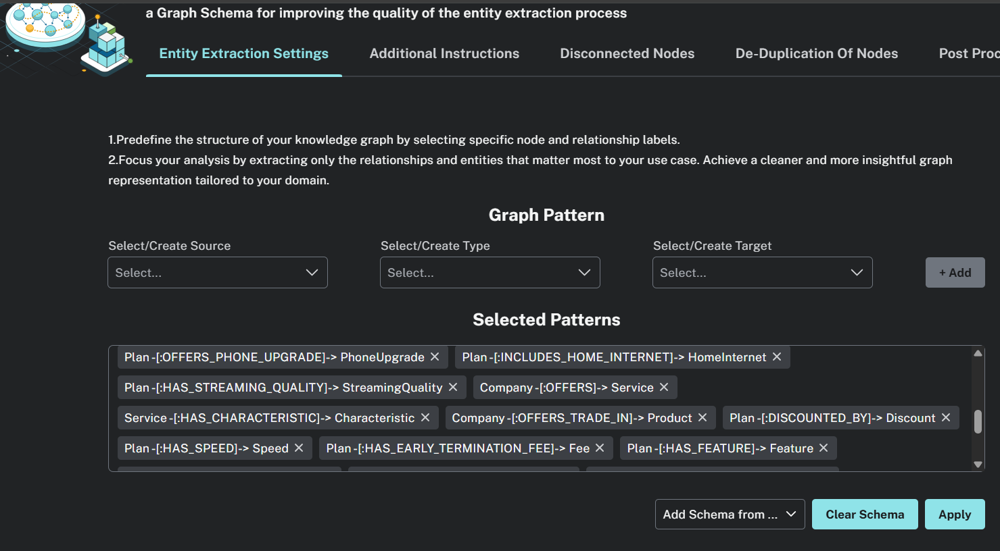 a Graph Schema for improving the quality of the entity extraction process
Entity Extraction Settings Additional Instructions Disconnected Nodes De-Duplication Of Nodes Post Proc
1.Predefine the structure of your knowledge graph by selecting specific node and relationship labels.
2.Focus your analysis by extracting only the relationships and entities that matter most to your use case. Achieve a cleaner and more insightful graph
representation tailored to your domain.
Graph Pattern
Select/Create Source Select/Create Type Select/Create Target
Select... Select... Select... + Add
Selected Patterns
Plan -[:OFFERS_PHONE_UPGRADE]-> PhoneUpgrade ✕ Plan -[:INCLUDES_HOME_INTERNET]-> HomeInternet ✕
Plan -[:HAS_STREAMING_QUALITY]-> StreamingQuality ✕ Company -[:OFFERS]-> Service ✕
Service -[:HAS_CHARACTERISTIC]-> Characteristic ✕ Company -[:OFFERS_TRADE_IN]-> Product ✕ Plan -[:DISCOUNTED_BY]-> Discount ✕
Plan -[:HAS_SPEED]-> Speed ✕ Plan -[:HAS_EARLY_TERMINATION_FEE]-> Fee ✕ Plan -[:HAS_FEATURE]-> Feature ✕
Add Schema from ... Clear Schema Apply